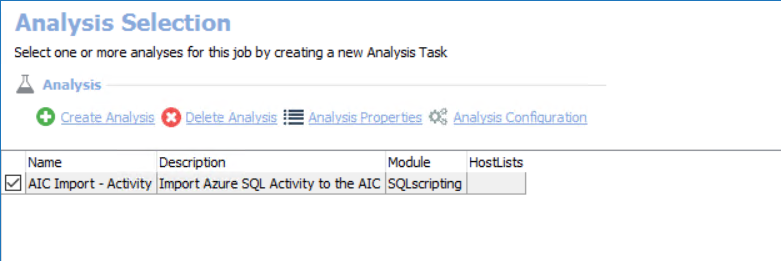 Analysis Selection
Select one or more analyses for this job by creating a new Analysis Task
Analysis
Create Analysis Delete Analysis Analysis Properties Analysis Configuration
Name Description Module HostLists
AIC Import - Activity Import Azure SQL Activity to the AIC SQLscripting